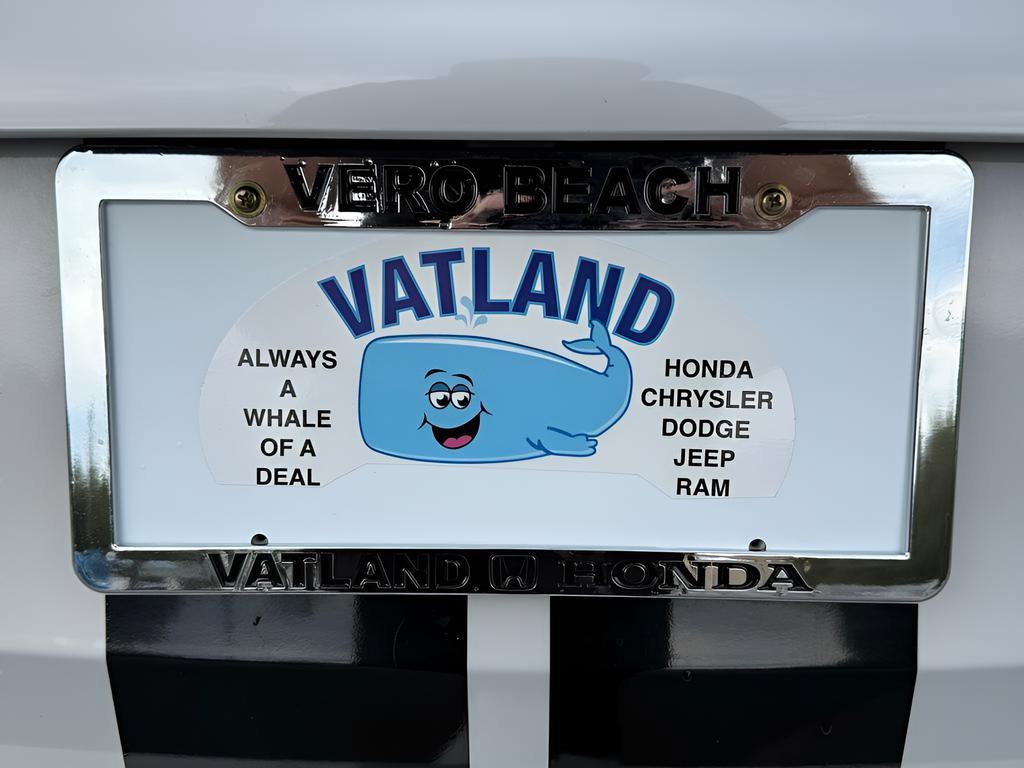 VERO BEACH
VATLAND
ALWAYS
A
WHALE
OF A
DEAL
HONDA
CHRYSLER
DODGE
JEEP
RAM
VATLAND HONDA